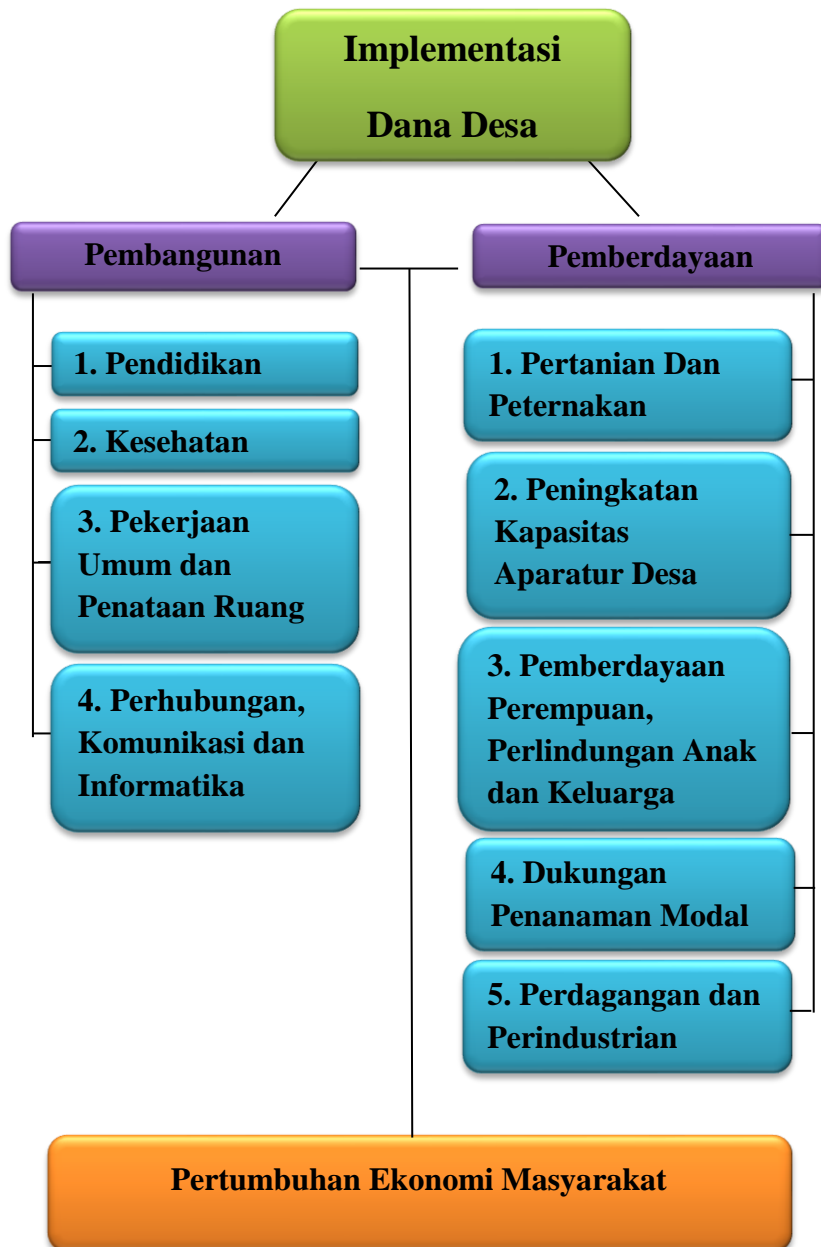 Implementasi
Dana Desa
Pembangunan
1. Pendidikan
2. Kesehatan
3. Pekerjaan
Umum dan
Penataan Ruang
4. Perhubungan,
Komunikasi dan
Informatika
Pemberdayaan
1. Pertanian Dan
Peternakan
2. Peningkatan
Kapasitas
Aparatur Desa
3. Pemberdayaan
Perempuan,
Perlindungan Anak
dan Keluarga
4. Dukungan
Penanaman Modal
5. Perdagangan dan
Perindustrian
Pertumbuhan Ekonomi Masyarakat